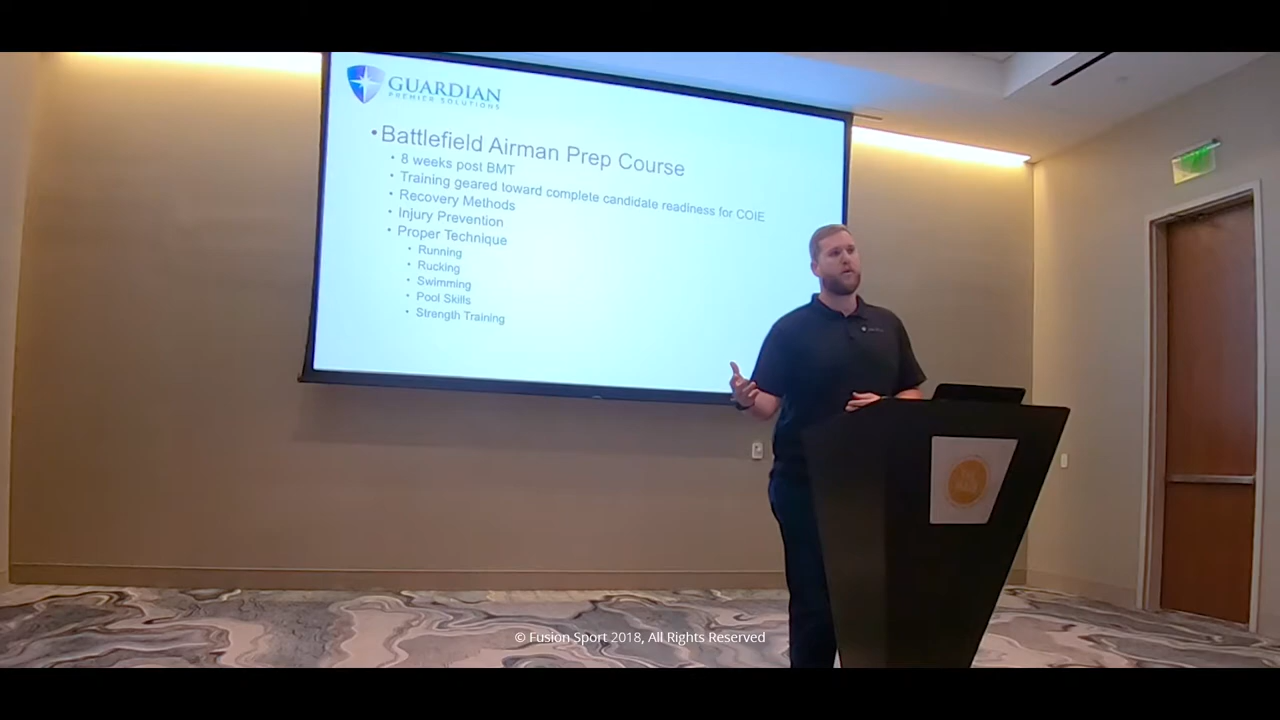 GUARDIAN
PREMIER SOLUTIONS
• Battlefield Airman Prep Course
• 8 weeks post BMT
• Training geared toward complete candidate readiness for COIE
• Recovery Methods
• Injury Prevention
• Proper Technique
• Running
• Rucking
• Swimming
• Pool Skills
• Strength Training
© Fusion Sport 2018, All Rights Reserved